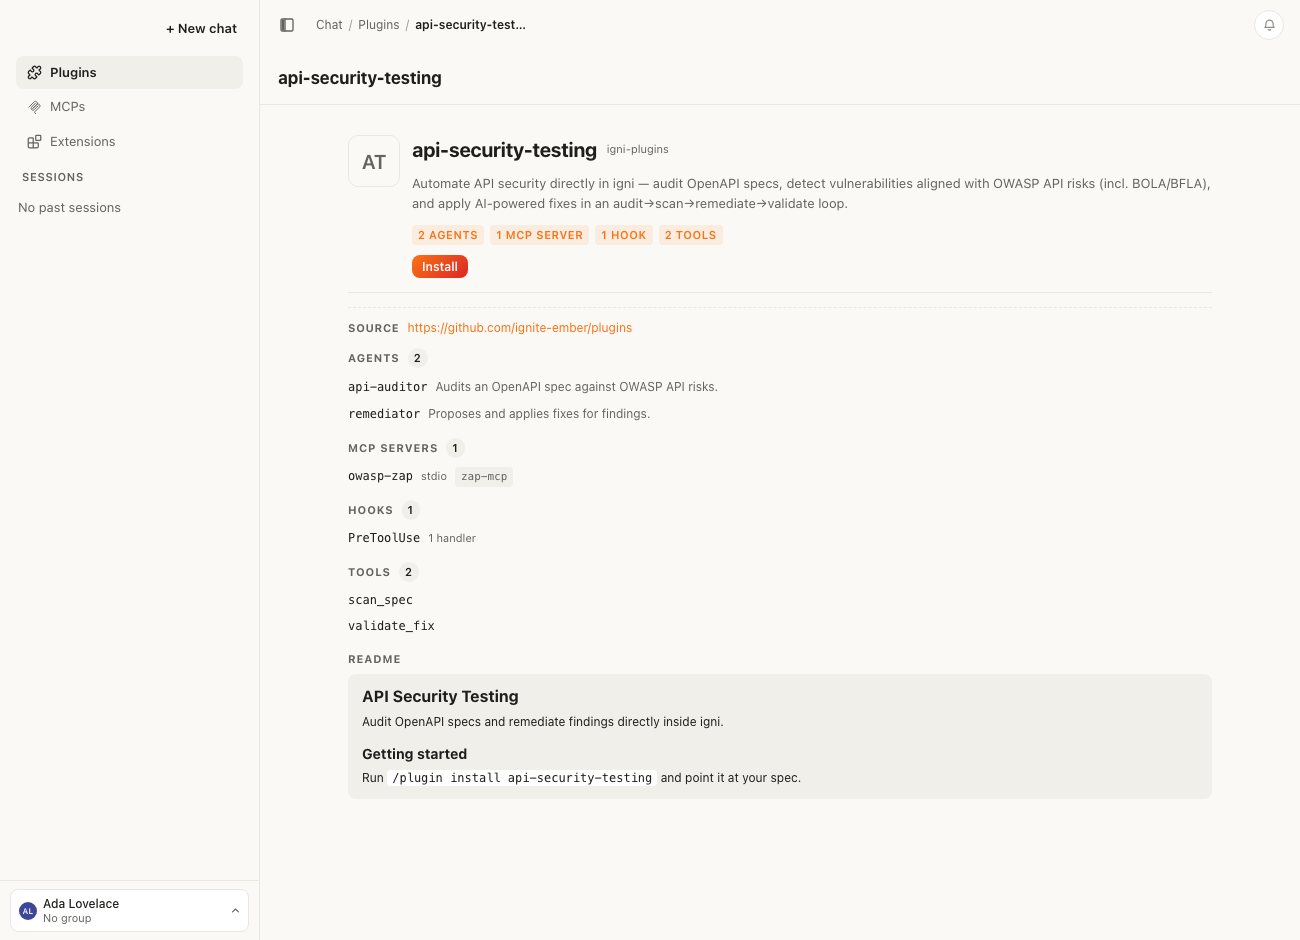 + New chat
Plugins
MCPs
Extensions
SESSIONS
No past sessions
Ada Lovelace
No group
AL
Chat / Plugins / api-security-test...
api-security-testing
AT
api-security-testing igni-plugins
Automate API security directly in igni — audit OpenAPI specs, detect vulnerabilities aligned with OWASP API risks (incl. BOLA/BFLA),
and apply AI-powered fixes in an audit→scan→remediate→validate loop.
2 AGENTS 1 MCP SERVER 1 HOOK 2 TOOLS
Install
SOURCE https://github.com/ignite-ember/plugins
AGENTS 2
api-auditor Audits an OpenAPI spec against OWASP API risks.
remediator Proposes and applies fixes for findings.
MCP SERVERS 1
owasp-zap stdio zap-mcp
HOOKS 1
PreToolUse 1 handler
TOOLS 2
scan_spec
validate_fix
README
API Security Testing
Audit OpenAPI specs and remediate findings directly inside igni.
Getting started
Run /plugin install api-security-testing and point it at your spec.